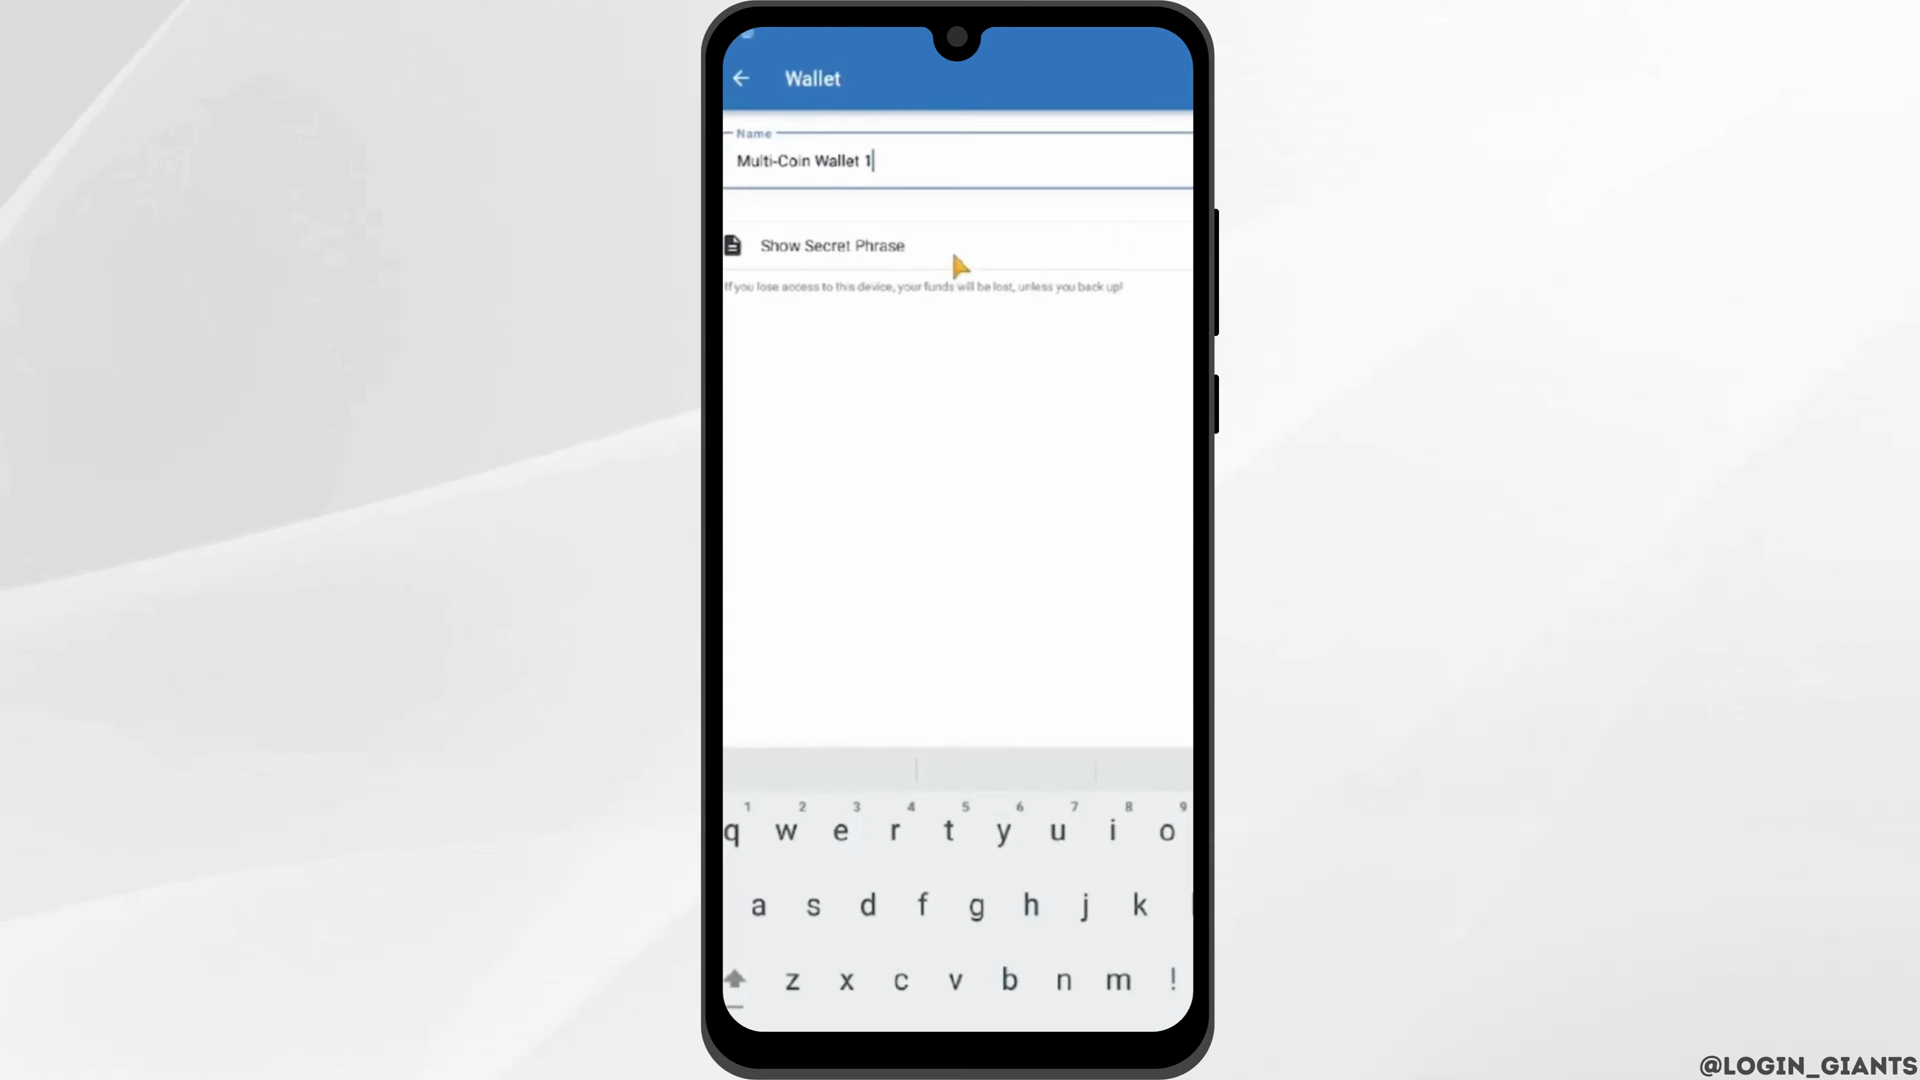 Wallet
Name
Multi-Coin Wallet 1
Show Secret Phrase
If you lose access to this device, your funds will be lost, unless you back up!
1 2 3 4 5 6 7 8 9
q w e r t y u i o
a s d f g h j k
z x c v b n m !
@LOGIN_GIANTS